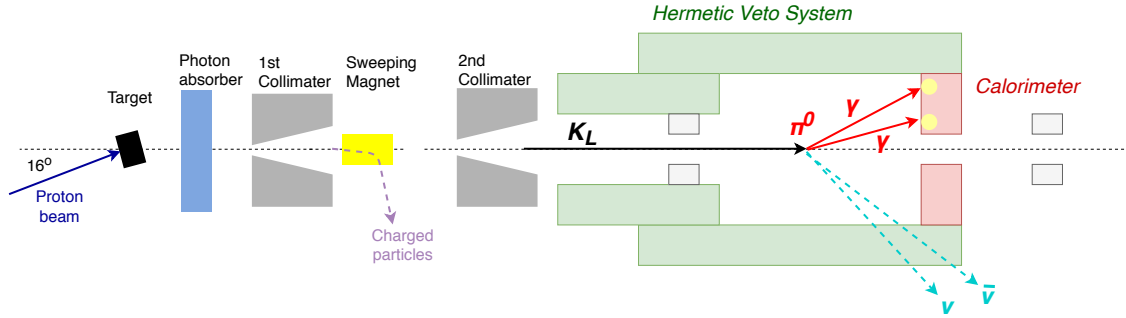 Hermetic Veto System
Photon
absorber
1st
Collimater
Sweeping
Magnet
2nd
Collimater
Target
Calorimeter
γ
π⁰
K_L
γ
16°
Proton
beam
Charged
particles
ν
ν̄